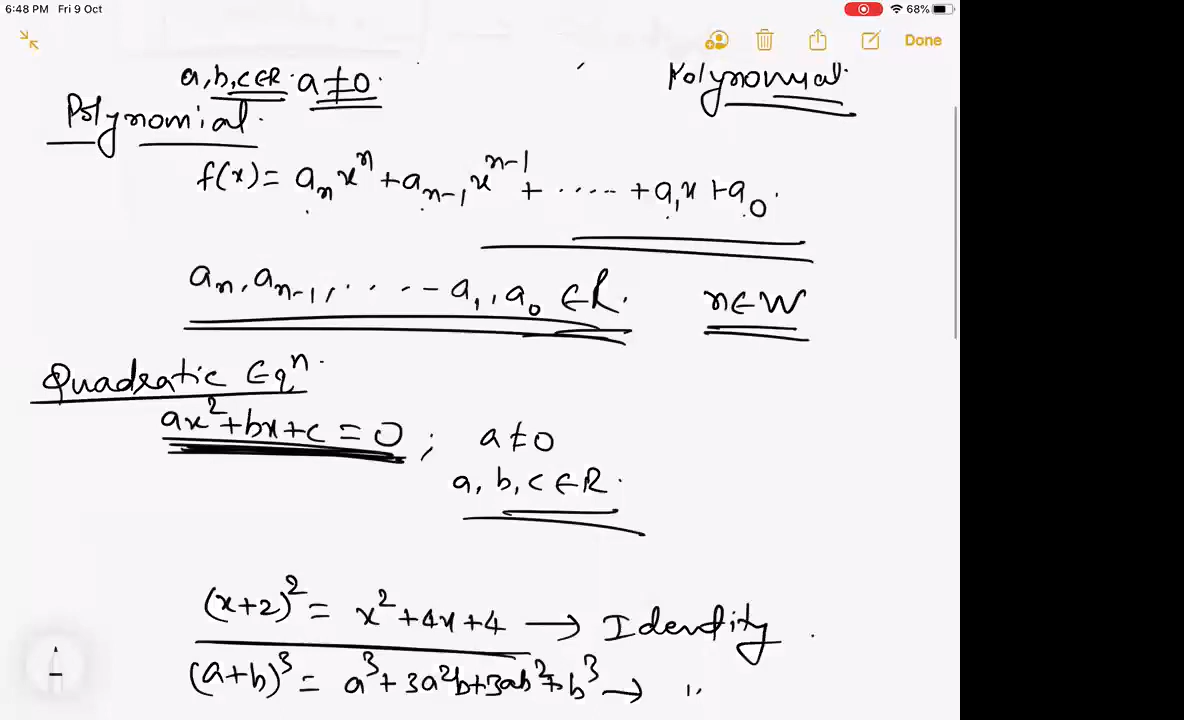 6:48 PM Fri 9 Oct 68%
Done
a,b,c∈R. a≠0 Polynomial.
Polynomial.
f(x)= aₙxⁿ+aₙ₋₁xⁿ⁻¹+ ..... +a₁x+a₀.
aₙ, aₙ₋₁, . . . . – a₁, a₀ ∈R. n∈W
Quadratic Eqⁿ.
ax²+bx+c=0 ; a≠0
a, b, c ∈R.
(x+2)²= x²+4x+4 → Identity .
(a+b)³ = a³+3a²b+3ab²+b³ → ''